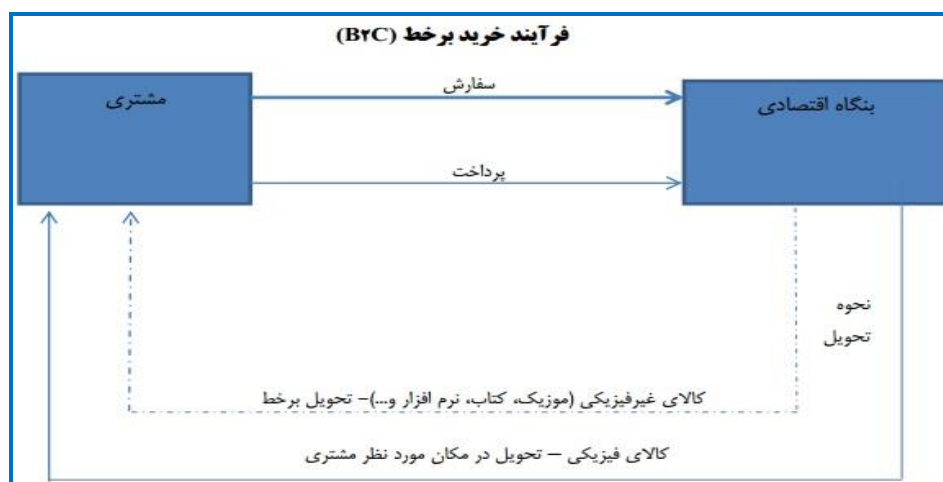 فرآیند خرید برخط (B۲C)
سفارش
مشتری
بنگاه اقتصادی
پرداخت
نحوه
تحویل
کالای غیرفیزیکی (موزیک، کتاب، نرم افزار و...)– تحویل برخط
کالای فیزیکی – تحویل در مکان مورد نظر مشتری